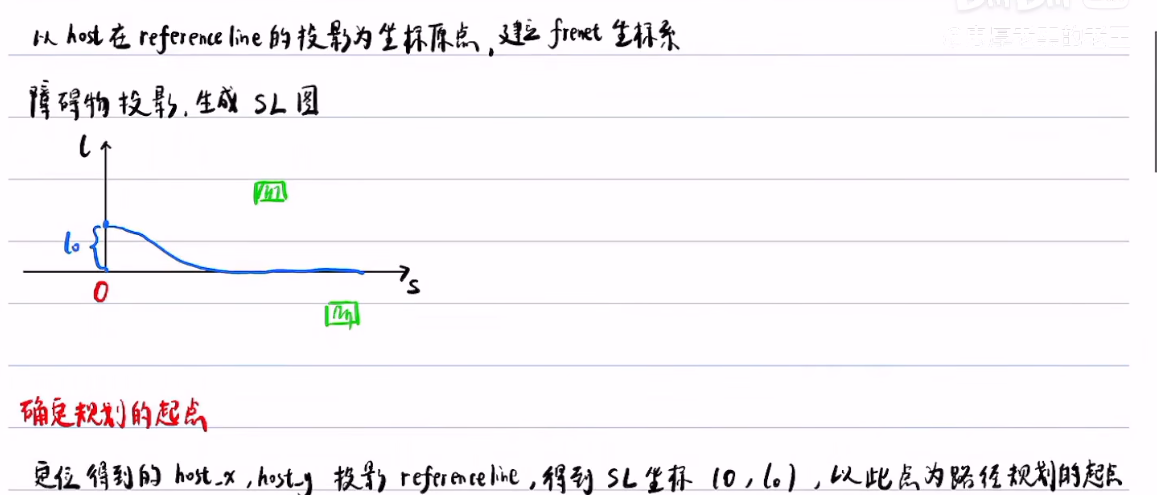 以 host 在 reference line 的投影为坐标原点,建立 frenet 坐标系
障碍物投影,生成 SL 图
l
l₀
0
s
确定规划的起点
定位得到的 host_x, host_y 投影 reference line, 得到 SL 坐标 (0, l₀), 以此点为路径规划的起点